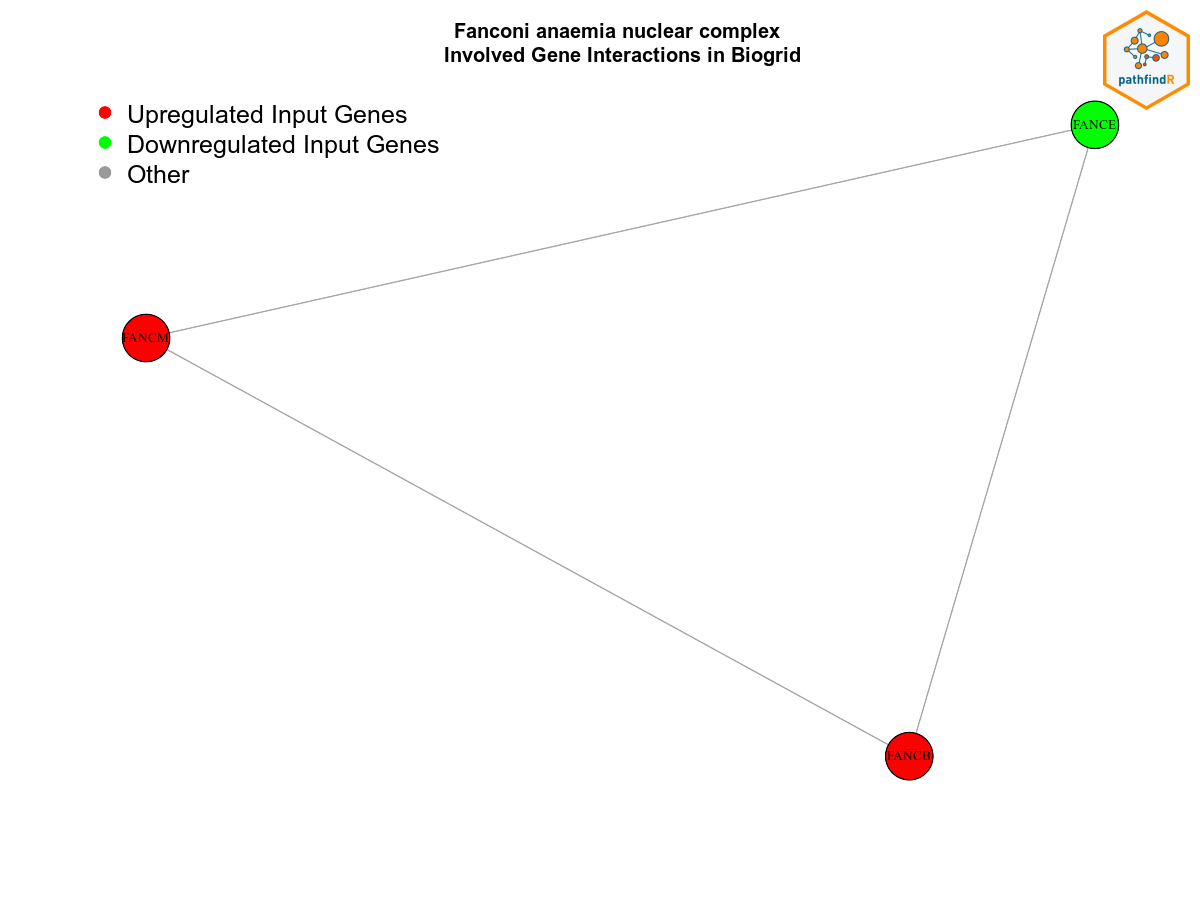 Fanconi anaemia nuclear complex
Involved Gene Interactions in Biogrid
pathfindR
Upregulated Input Genes
Downregulated Input Genes
Other
FANCE
FANCM
FANCB